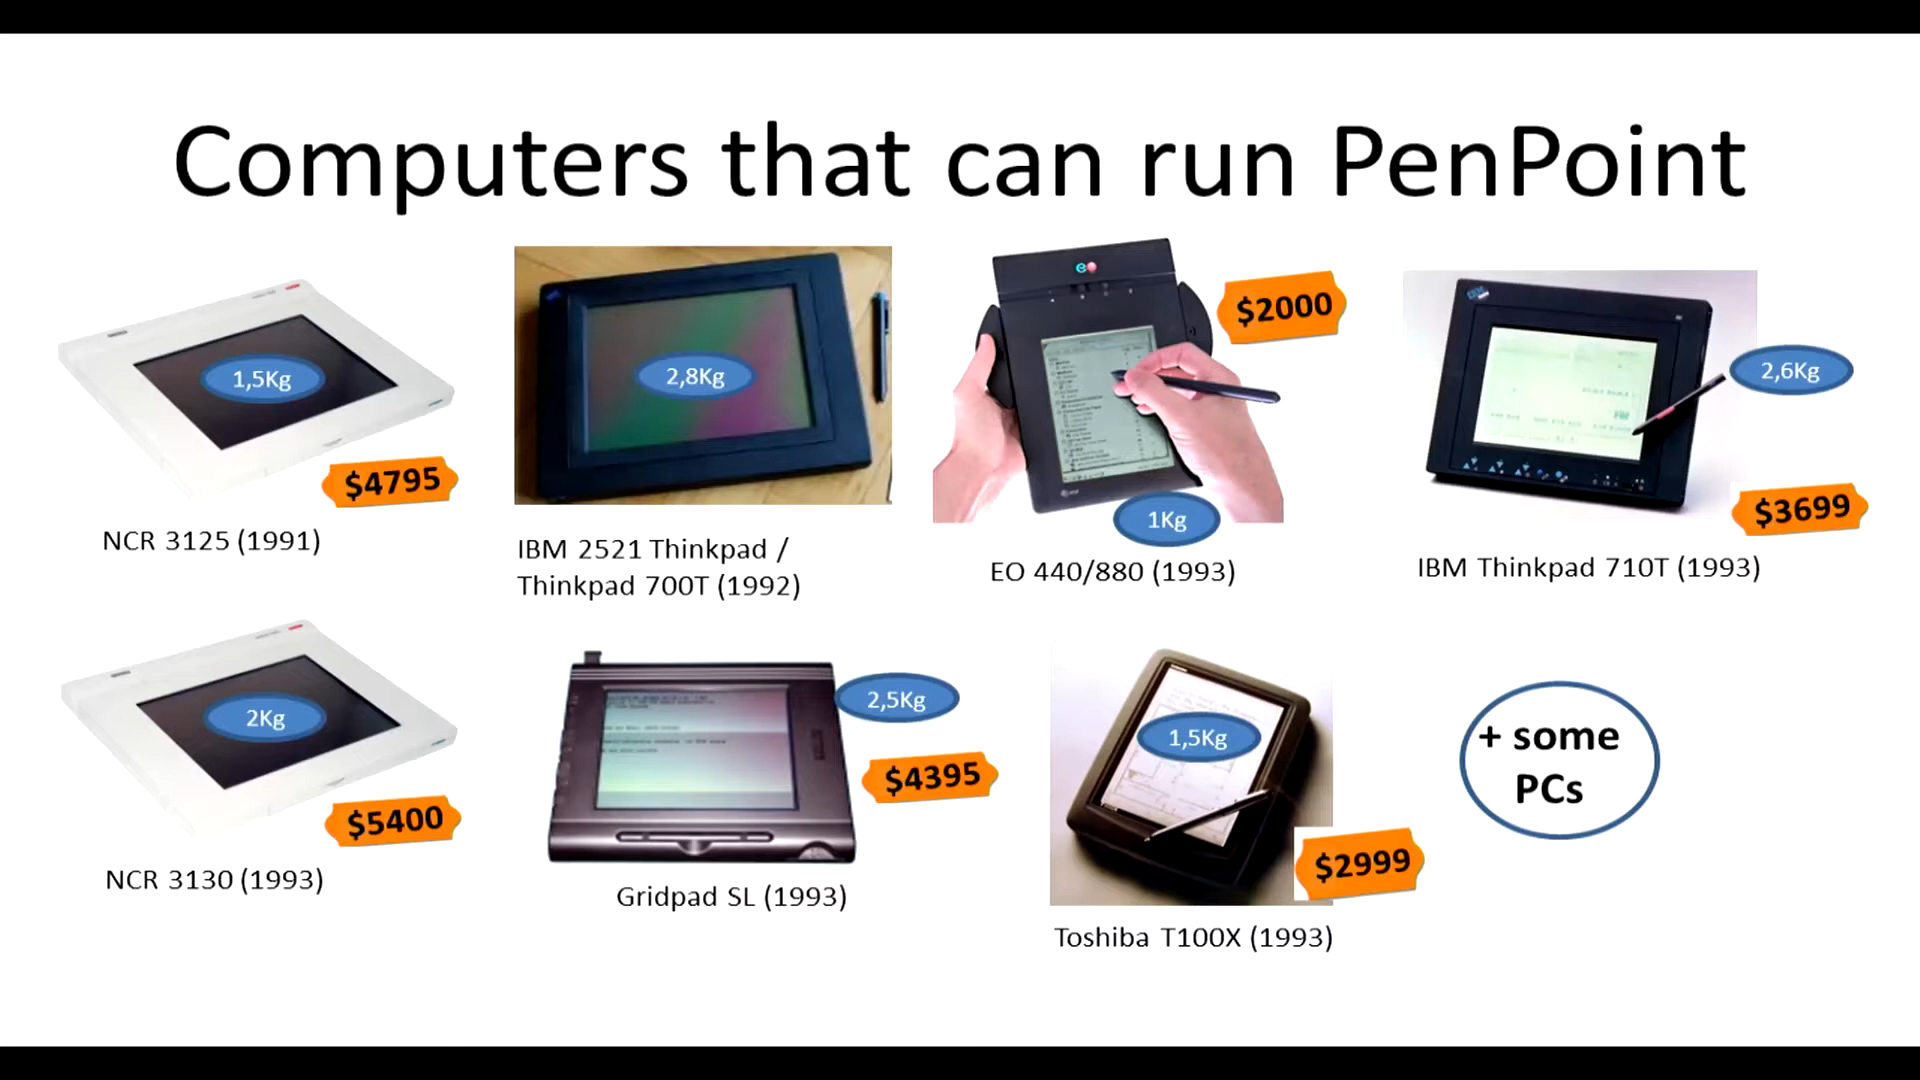 Computers that can run PenPoint
1,5Kg
$4795
NCR 3125 (1991)
2,8Kg
IBM 2521 Thinkpad /
Thinkpad 700T (1992)
$2000
1Kg
EO 440/880 (1993)
2,6Kg
$3699
IBM Thinkpad 710T (1993)
2Kg
$5400
NCR 3130 (1993)
2,5Kg
$4395
Gridpad SL (1993)
1,5Kg
$2999
Toshiba T100X (1993)
+ some
PCs